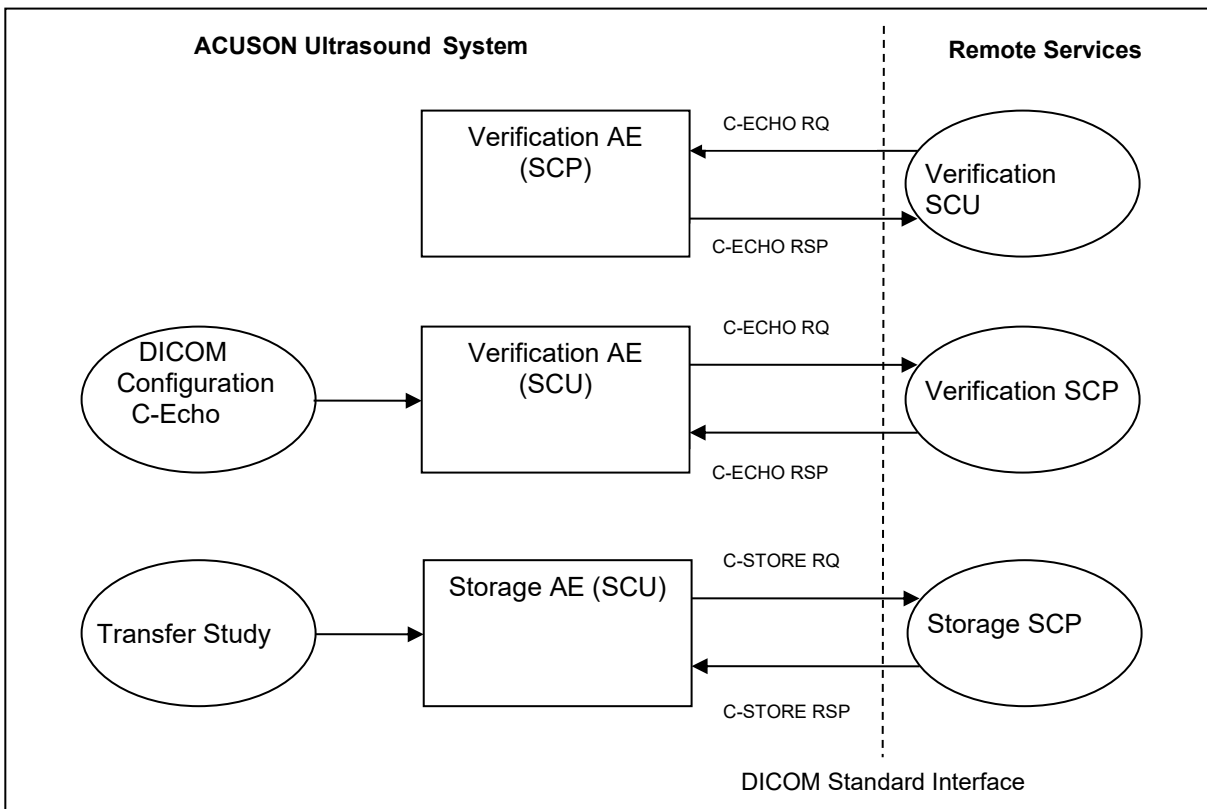 ACUSON Ultrasound System
Remote Services
Verification AE
(SCP)
C-ECHO RQ
C-ECHO RSP
Verification
SCU
DICOM
Configuration
C-Echo
Verification AE
(SCU)
C-ECHO RQ
C-ECHO RSP
Verification SCP
Transfer Study
Storage AE (SCU)
C-STORE RQ
C-STORE RSP
Storage SCP
DICOM Standard Interface